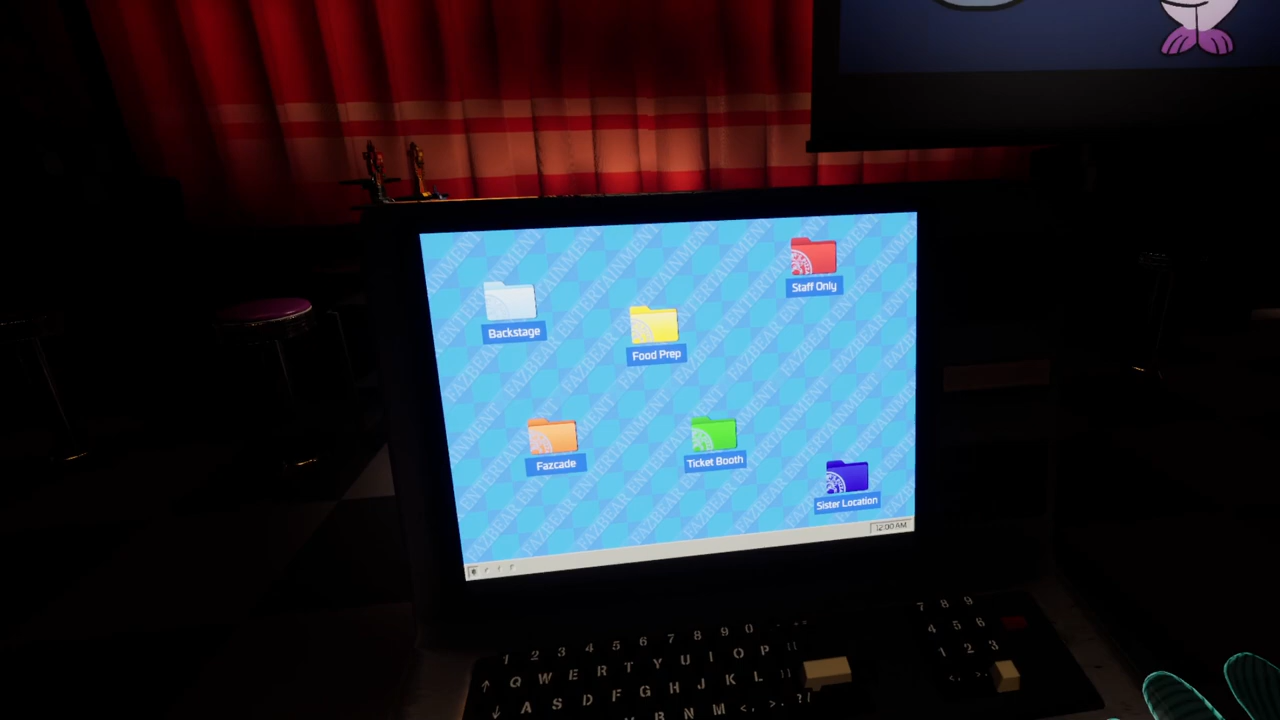 Staff Only
Backstage
Food Prep
Fazcade
Ticket Booth
Sister Location
12:00 AM
FAZBEAR ENTERTAINMENT
1 2 3 4 5 6 7 8 9 0
Q W E R T Y U I O P
A S D F G H J K L
B N M < , > . ? /
7 8 9
4 5 6
1 2 3